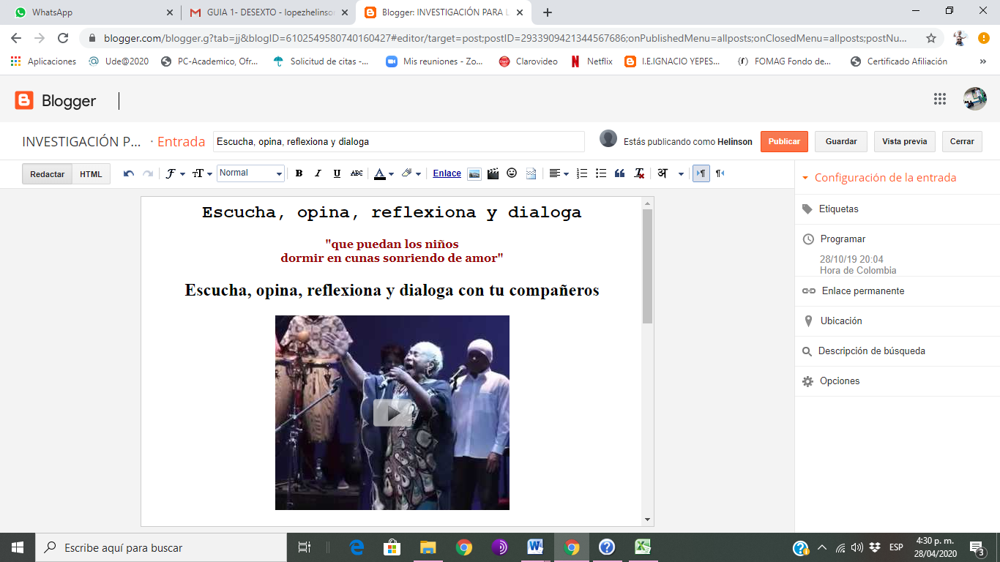 WhatsApp
GUIA 1- DESEXTO - lopezhelinson
Blogger: INVESTIGACIÓN PARA L
blogger.com/blogger.g?tab=jj&blogID=6102549580740160427#editor/target=post;postID=2933909421344567686;onPublishedMenu=allposts;onClosedMenu=allposts;postNu...
Aplicaciones
Ude@2020
PC-Academico, Ofr...
Solicitud de citas -...
Mis reuniones - Zo...
Clarovideo
Netflix
I.E.IGNACIO YEPES...
FOMAG Fondo de...
Certificado Afiliación
»
Blogger
INVESTIGACIÓN P... · Entrada
Escucha, opina, reflexiona y dialoga
Estás publicando como Helinson
Publicar
Guardar
Vista previa
Cerrar
Redactar
HTML
Normal
B I U ABC
A
Enlace
अ
Configuración de la entrada
Etiquetas
Programar
28/10/19 20:04
Hora de Colombia
Enlace permanente
Ubicación
Descripción de búsqueda
Opciones
Escucha, opina, reflexiona y dialoga
"que puedan los niños
dormir en cunas sonriendo de amor"
Escucha, opina, reflexiona y dialoga con tu compañeros
Escribe aquí para buscar
ESP
4:30 p. m.
28/04/2020
3